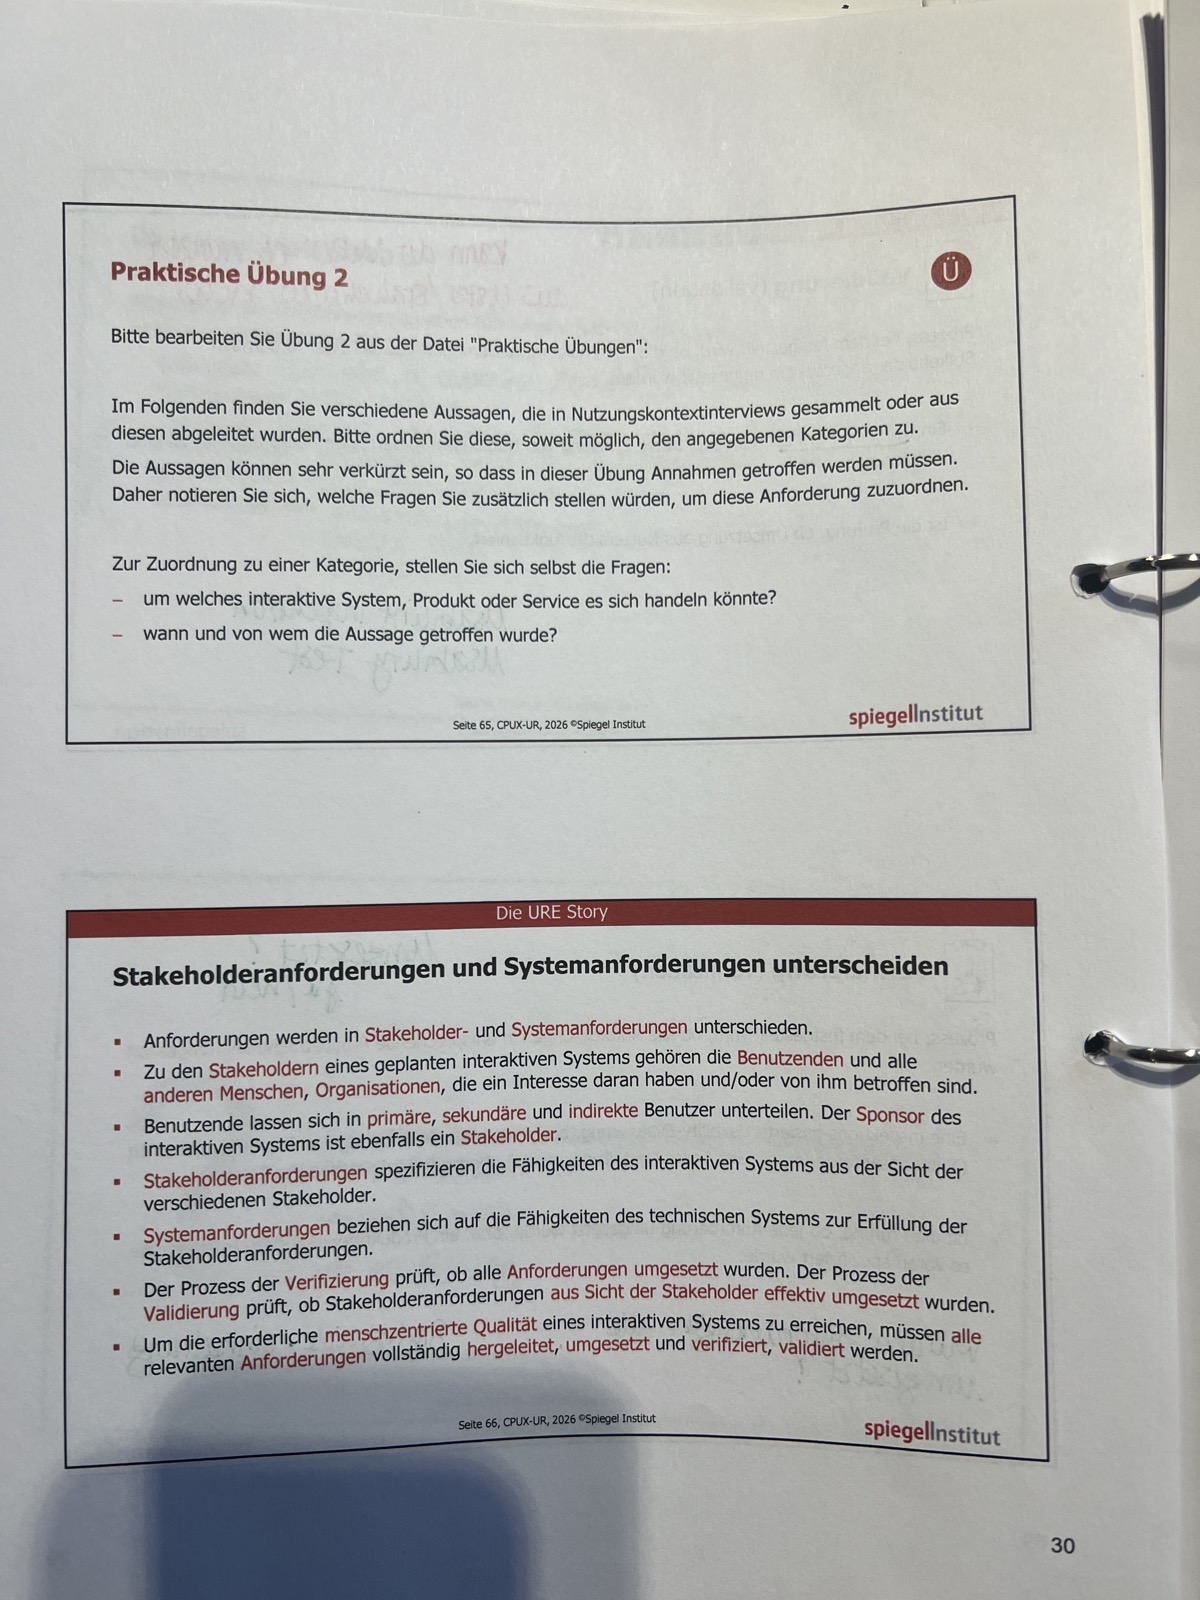 Praktische Übung 2
Ü
Bitte bearbeiten Sie Übung 2 aus der Datei "Praktische Übungen":
Im Folgenden finden Sie verschiedene Aussagen, die in Nutzungskontextinterviews gesammelt oder aus
diesen abgeleitet wurden. Bitte ordnen Sie diese, soweit möglich, den angegebenen Kategorien zu.
Die Aussagen können sehr verkürzt sein, so dass in dieser Übung Annahmen getroffen werden müssen.
Daher notieren Sie sich, welche Fragen Sie zusätzlich stellen würden, um diese Anforderung zuzuordnen.
Zur Zuordnung zu einer Kategorie, stellen Sie sich selbst die Fragen:
– um welches interaktive System, Produkt oder Service es sich handeln könnte?
– wann und von wem die Aussage getroffen wurde?
Seite 65, CPUX-UR, 2026 ©Spiegel Institut
spiegelInstitut
Die URE Story
Stakeholderanforderungen und Systemanforderungen unterscheiden
▪ Anforderungen werden in Stakeholder- und Systemanforderungen unterschieden.
▪ Zu den Stakeholdern eines geplanten interaktiven Systems gehören die Benutzenden und alle
anderen Menschen, Organisationen, die ein Interesse daran haben und/oder von ihm betroffen sind.
▪ Benutzende lassen sich in primäre, sekundäre und indirekte Benutzer unterteilen. Der Sponsor des
interaktiven Systems ist ebenfalls ein Stakeholder.
▪ Stakeholderanforderungen spezifizieren die Fähigkeiten des interaktiven Systems aus der Sicht der
verschiedenen Stakeholder.
▪ Systemanforderungen beziehen sich auf die Fähigkeiten des technischen Systems zur Erfüllung der
Stakeholderanforderungen.
▪ Der Prozess der Verifizierung prüft, ob alle Anforderungen umgesetzt wurden. Der Prozess der
Validierung prüft, ob Stakeholderanforderungen aus Sicht der Stakeholder effektiv umgesetzt wurden.
▪ Um die erforderliche menschzentrierte Qualität eines interaktiven Systems zu erreichen, müssen alle
relevanten Anforderungen vollständig hergeleitet, umgesetzt und verifiziert, validiert werden.
Seite 66, CPUX-UR, 2026 ©Spiegel Institut
spiegelInstitut
30